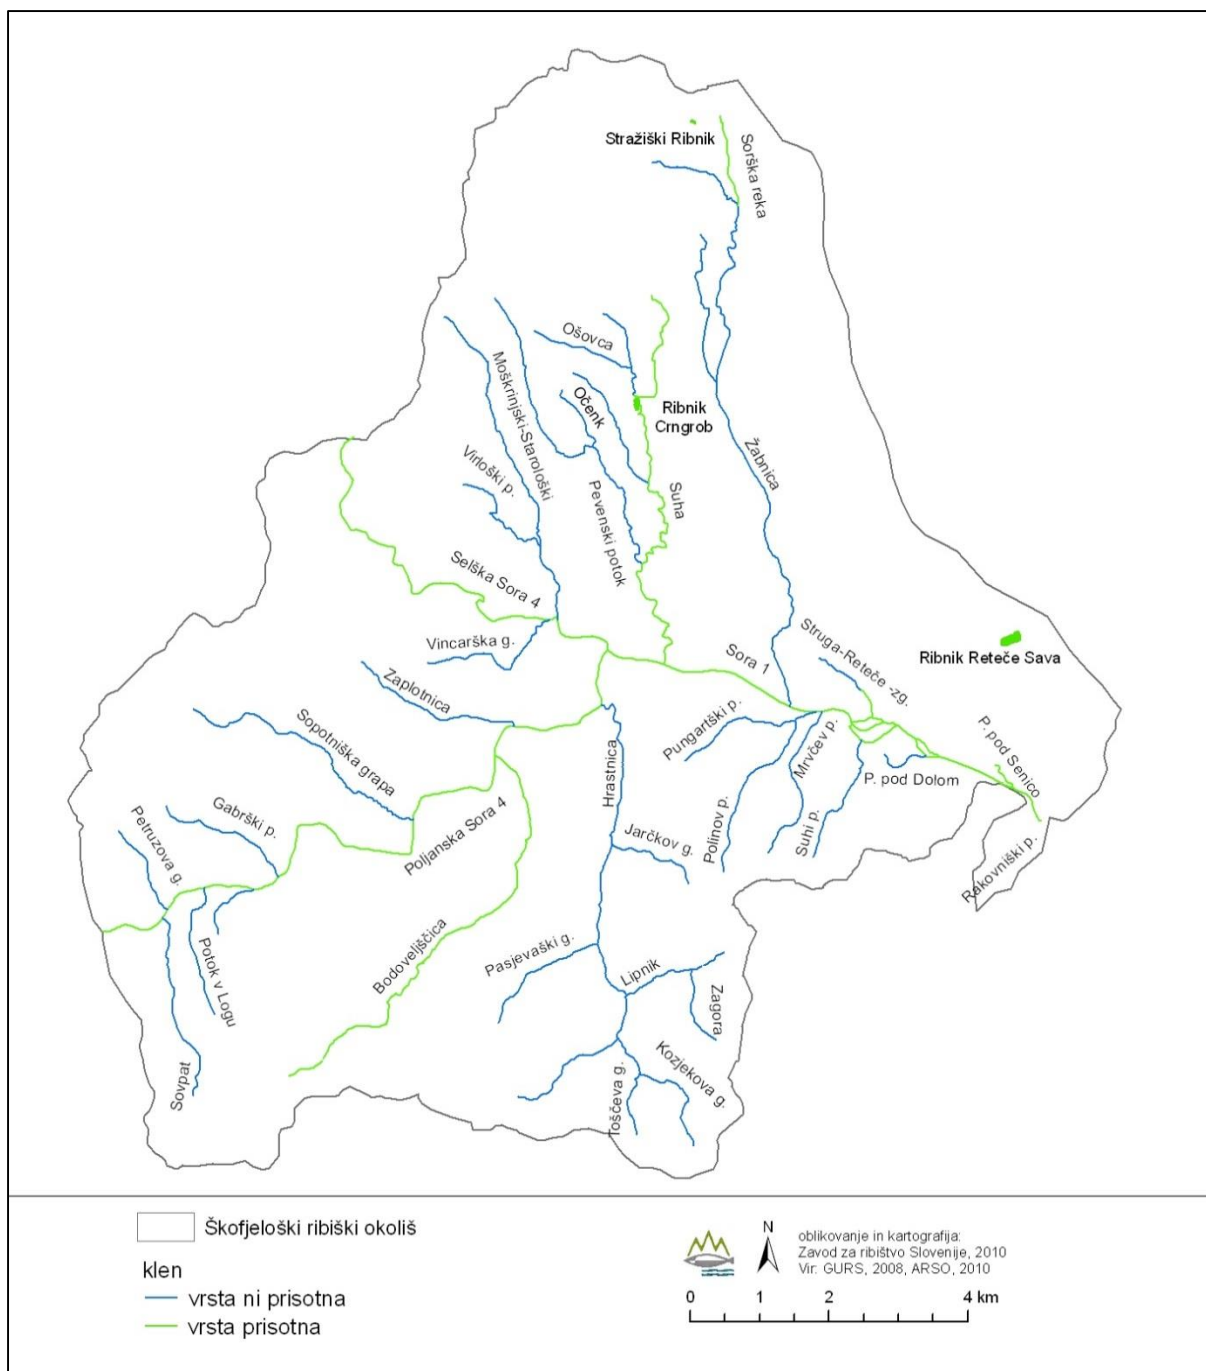 Stražiški Ribnik
Sorška reka
Ošovca
Moškrinjski-Starološki
Očenk
Ribnik
Crngrob
Virloški p.
Žabnica
Pevenski potok
Suha
Selška Sora 4
Vincarška g.
Sora 1
Struga-Reteče -zg.
Ribnik Reteče Sava
Zaplotnica
Sopotniška grapa
Pungartški p.
Mrvčev p.
P. pod Senico
P. pod Dolom
Hrastnica
Gabrški p.
Petruzova g.
Poljanska Sora 4
Jarčkov g.
Polinov p.
Suhi p.
Rakovniški p.
Potok v Logu
Bodoveljščica
Pasjevaški g.
Lipnik
Zagora
Sovpat
Kozjekova g.
Toščeva g.
Škofjeloški ribiški okoliš
klen
vrsta ni prisotna
vrsta prisotna
N
oblikovanje in kartografija:
Zavod za ribištvo Slovenije, 2010
Vir: GURS, 2008, ARSO, 2010
0 1 2 4 km